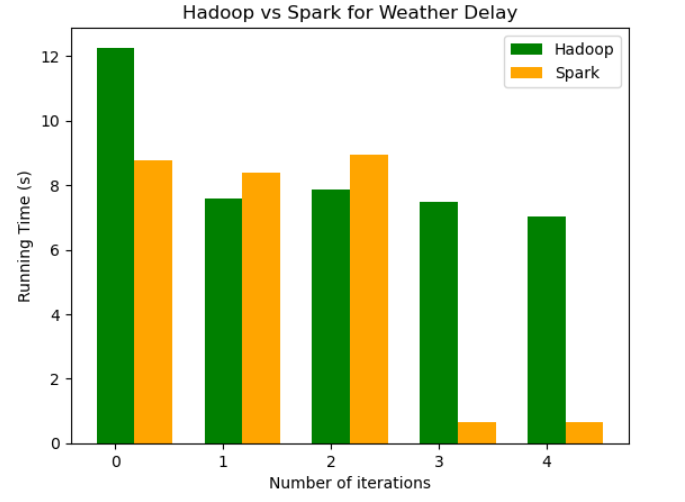 Hadoop vs Spark for Weather Delay
Hadoop
Spark
Running Time (s)
12
10
8
6
4
2
0
0 1 2 3 4
Number of iterations